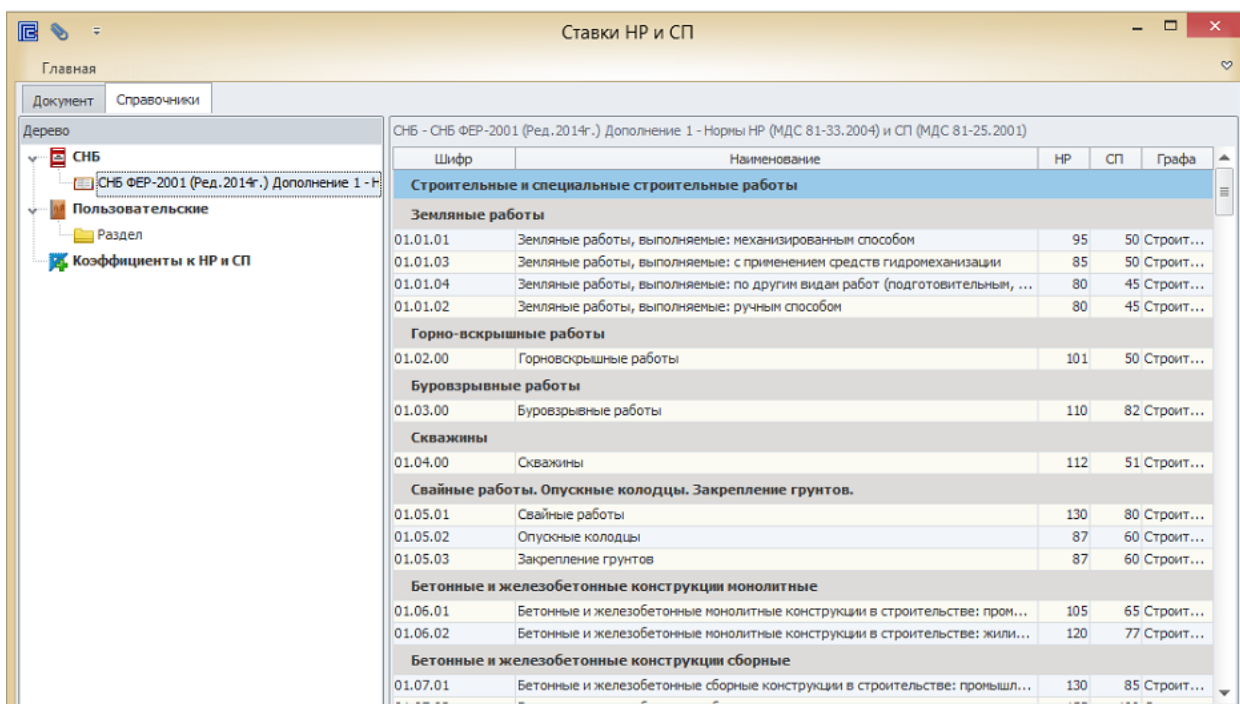 Ставки НР и СП
Главная
Документ Справочники
Дерево
СНБ
СНБ ФЕР-2001 (Ред.2014г.) Дополнение 1 - Н
Пользовательские
Раздел
Коэффициенты к НР и СП
СНБ - СНБ ФЕР-2001 (Ред.2014г.) Дополнение 1 - Нормы НР (МДС 81-33.2004) и СП (МДС 81-25.2001)
Шифр Наименование НР СП Графа
Строительные и специальные строительные работы
Земляные работы
01.01.01 Земляные работы, выполняемые: механизированным способом 95 50 Строит...
01.01.03 Земляные работы, выполняемые: с применением средств гидромеханизации 85 50 Строит...
01.01.04 Земляные работы, выполняемые: по другим видам работ (подготовительным, ... 80 45 Строит...
01.01.02 Земляные работы, выполняемые: ручным способом 80 45 Строит...
Горно-вскрышные работы
01.02.00 Горновскрышные работы 101 50 Строит...
Буровзрывные работы
01.03.00 Буровзрывные работы 110 82 Строит...
Скважины
01.04.00 Скважины 112 51 Строит...
Свайные работы. Опускные колодцы. Закрепление грунтов.
01.05.01 Свайные работы 130 80 Строит...
01.05.02 Опускные колодцы 87 60 Строит...
01.05.03 Закрепление грунтов 87 60 Строит...
Бетонные и железобетонные конструкции монолитные
01.06.01 Бетонные и железобетонные монолитные конструкции в строительстве: пром... 105 65 Строит...
01.06.02 Бетонные и железобетонные монолитные конструкции в строительстве: жили... 120 77 Строит...
Бетонные и железобетонные конструкции сборные
01.07.01 Бетонные и железобетонные сборные конструкции в строительстве: промышл... 130 85 Строит...